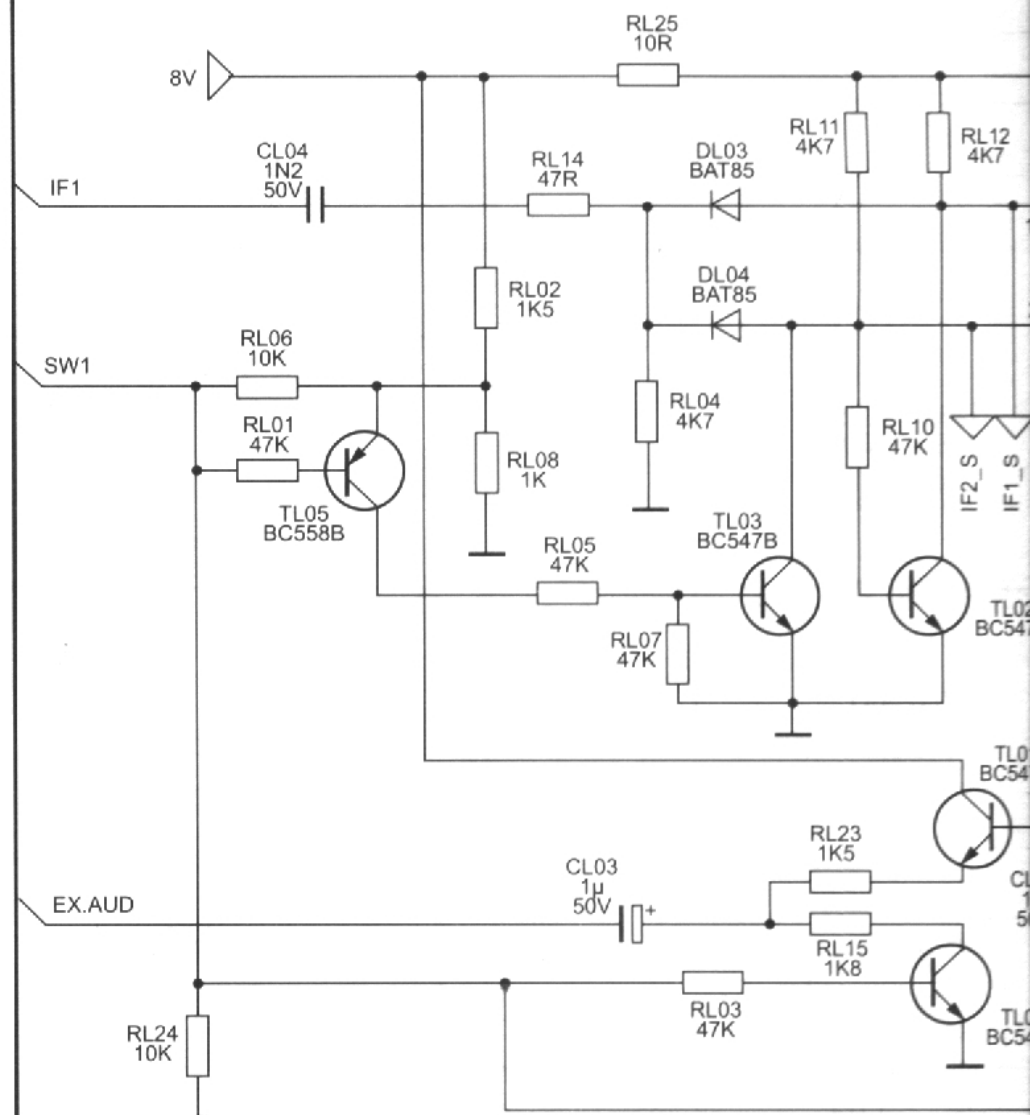 RL25
10R
8V
RL11
4K7
RL12
4K7
CL04
1N2
50V
RL14
47R
DL03
BAT85
IF1
RL02
1K5
DL04
BAT85
RL06
10K
SW1
RL01
47K
RL04
4K7
RL10
47K
RL08
1K
IF2_S
IF1_S
TL05
BC558B
TL03
BC547B
RL05
47K
TL02
BC547
RL07
47K
RL23
1K5
CL03
1µ
50V
+
EX.AUD
RL15
1K8
RL03
47K
RL24
10K